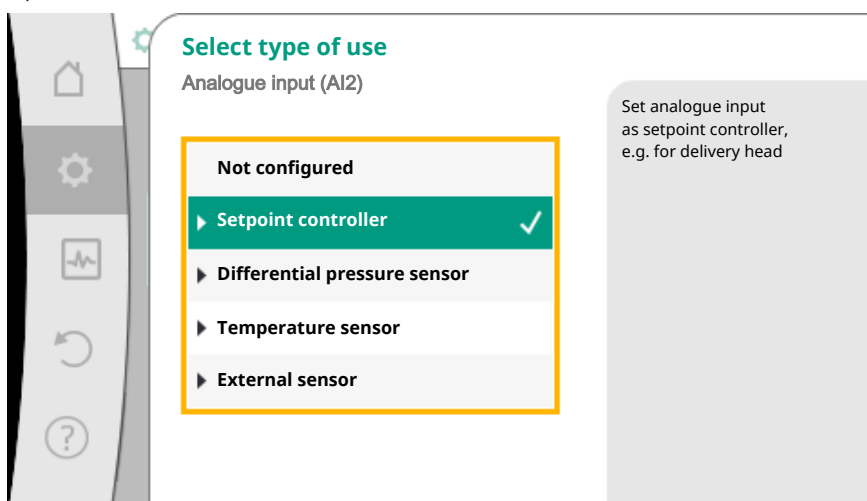 Select type of use
Analogue input (AI2)
Set analogue input
as setpoint controller,
e.g. for delivery head
Not configured
Setpoint controller
Differential pressure sensor
Temperature sensor
External sensor
?